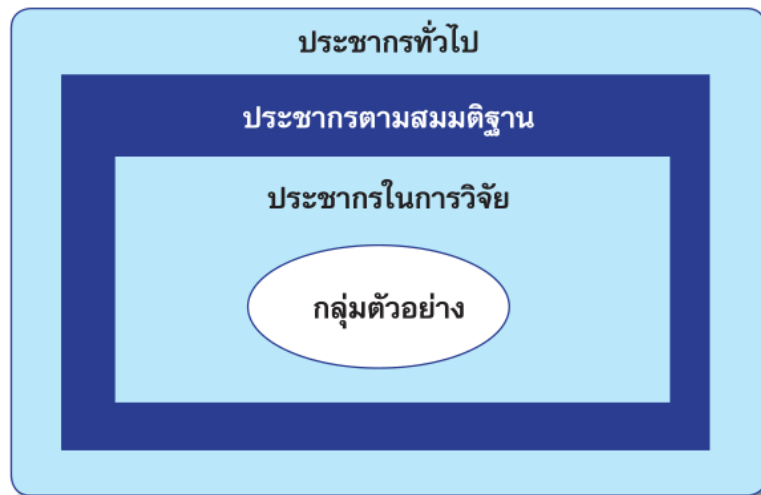 ประชากรทั่วไป
ประชากรตามสมมติฐาน
ประชากรในการวิจัย
กลุ่มตัวอย่าง